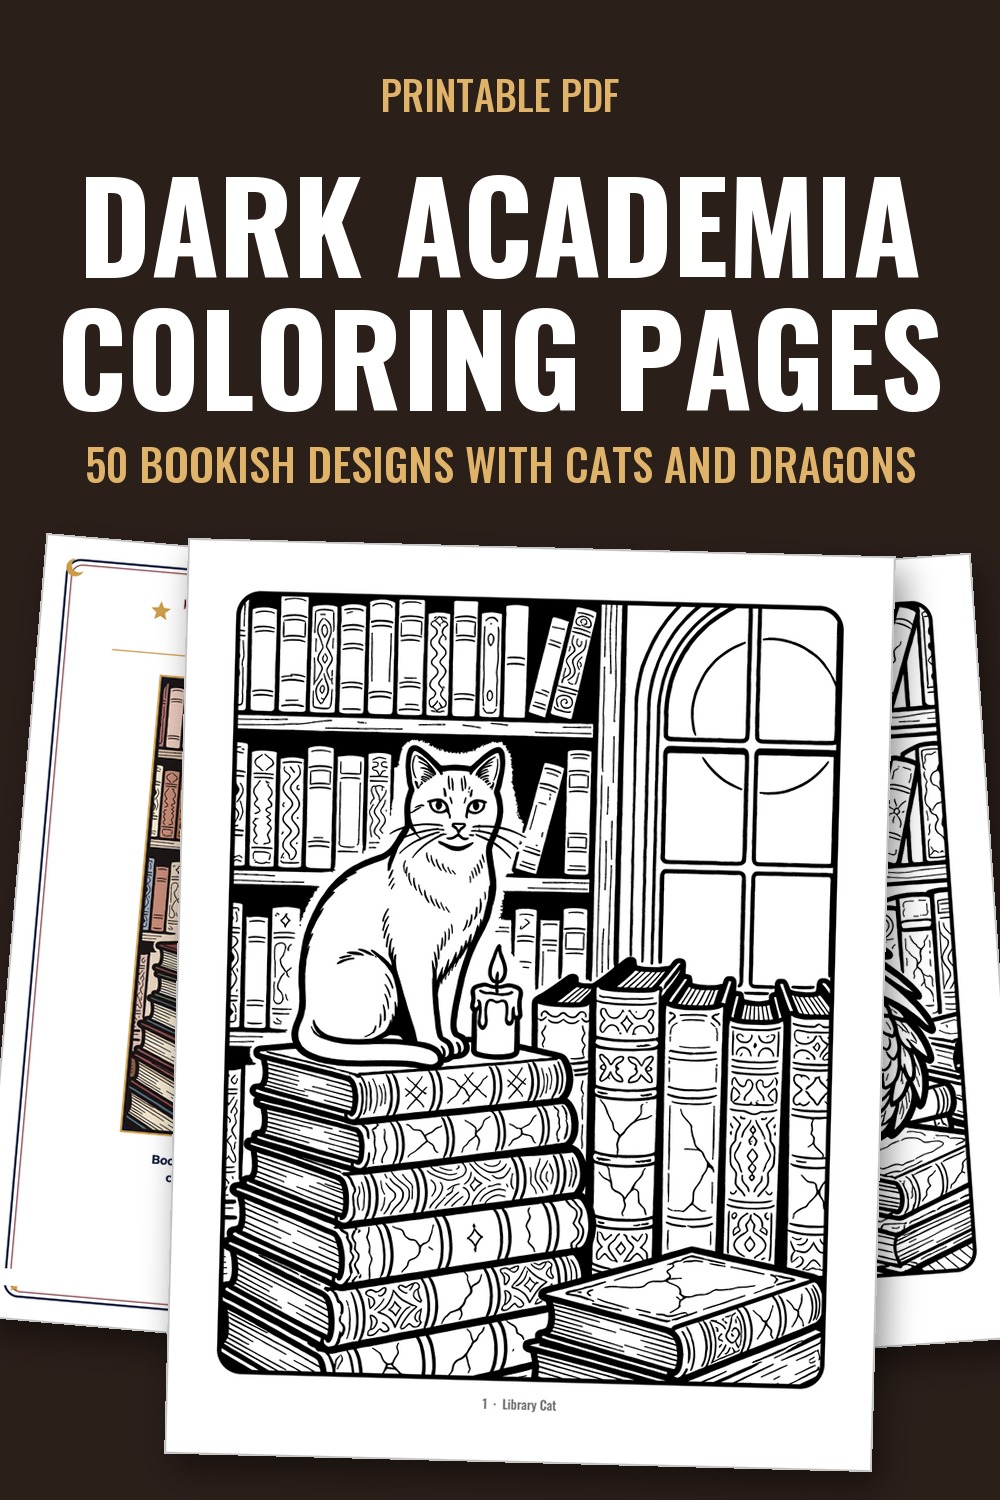 PRINTABLE PDF
DARK ACADEMIA
COLORING PAGES
50 BOOKISH DESIGNS WITH CATS AND DRAGONS
1 · Library Cat